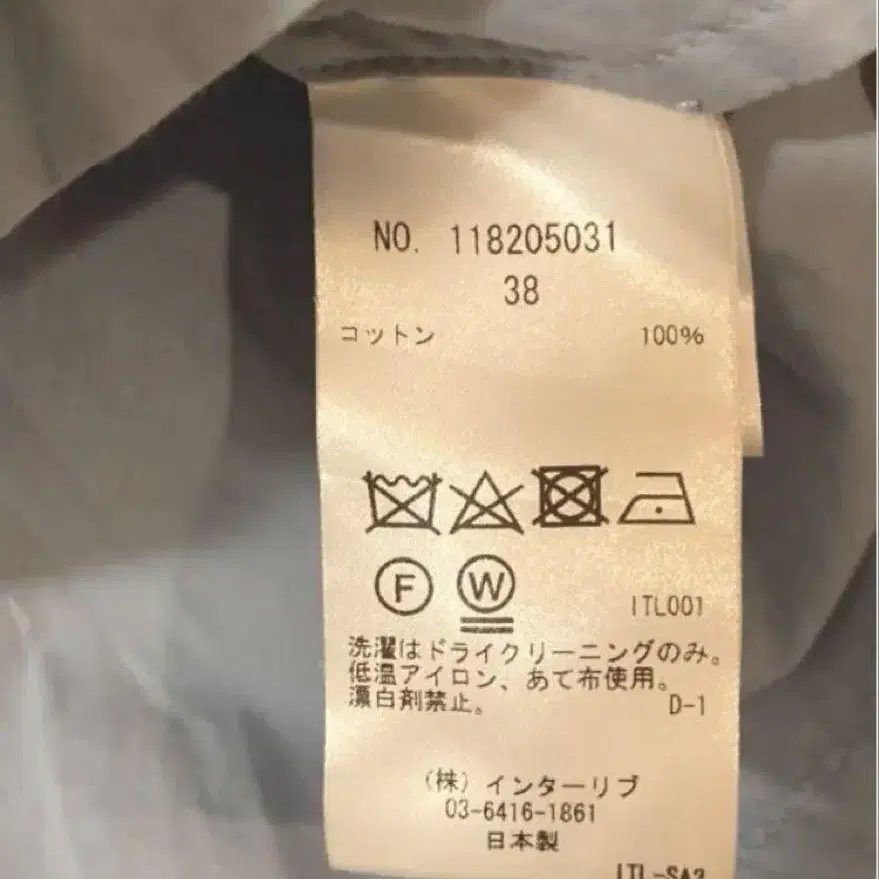 NO. 118205031
38
コットン 100%
F W
ITL001
洗濯はドライクリーニングのみ。
低温アイロン、あて布使用。
漂白剤禁止。 D-1
(株) インターリブ
03-6416-1861
日本製
ITL-SA2